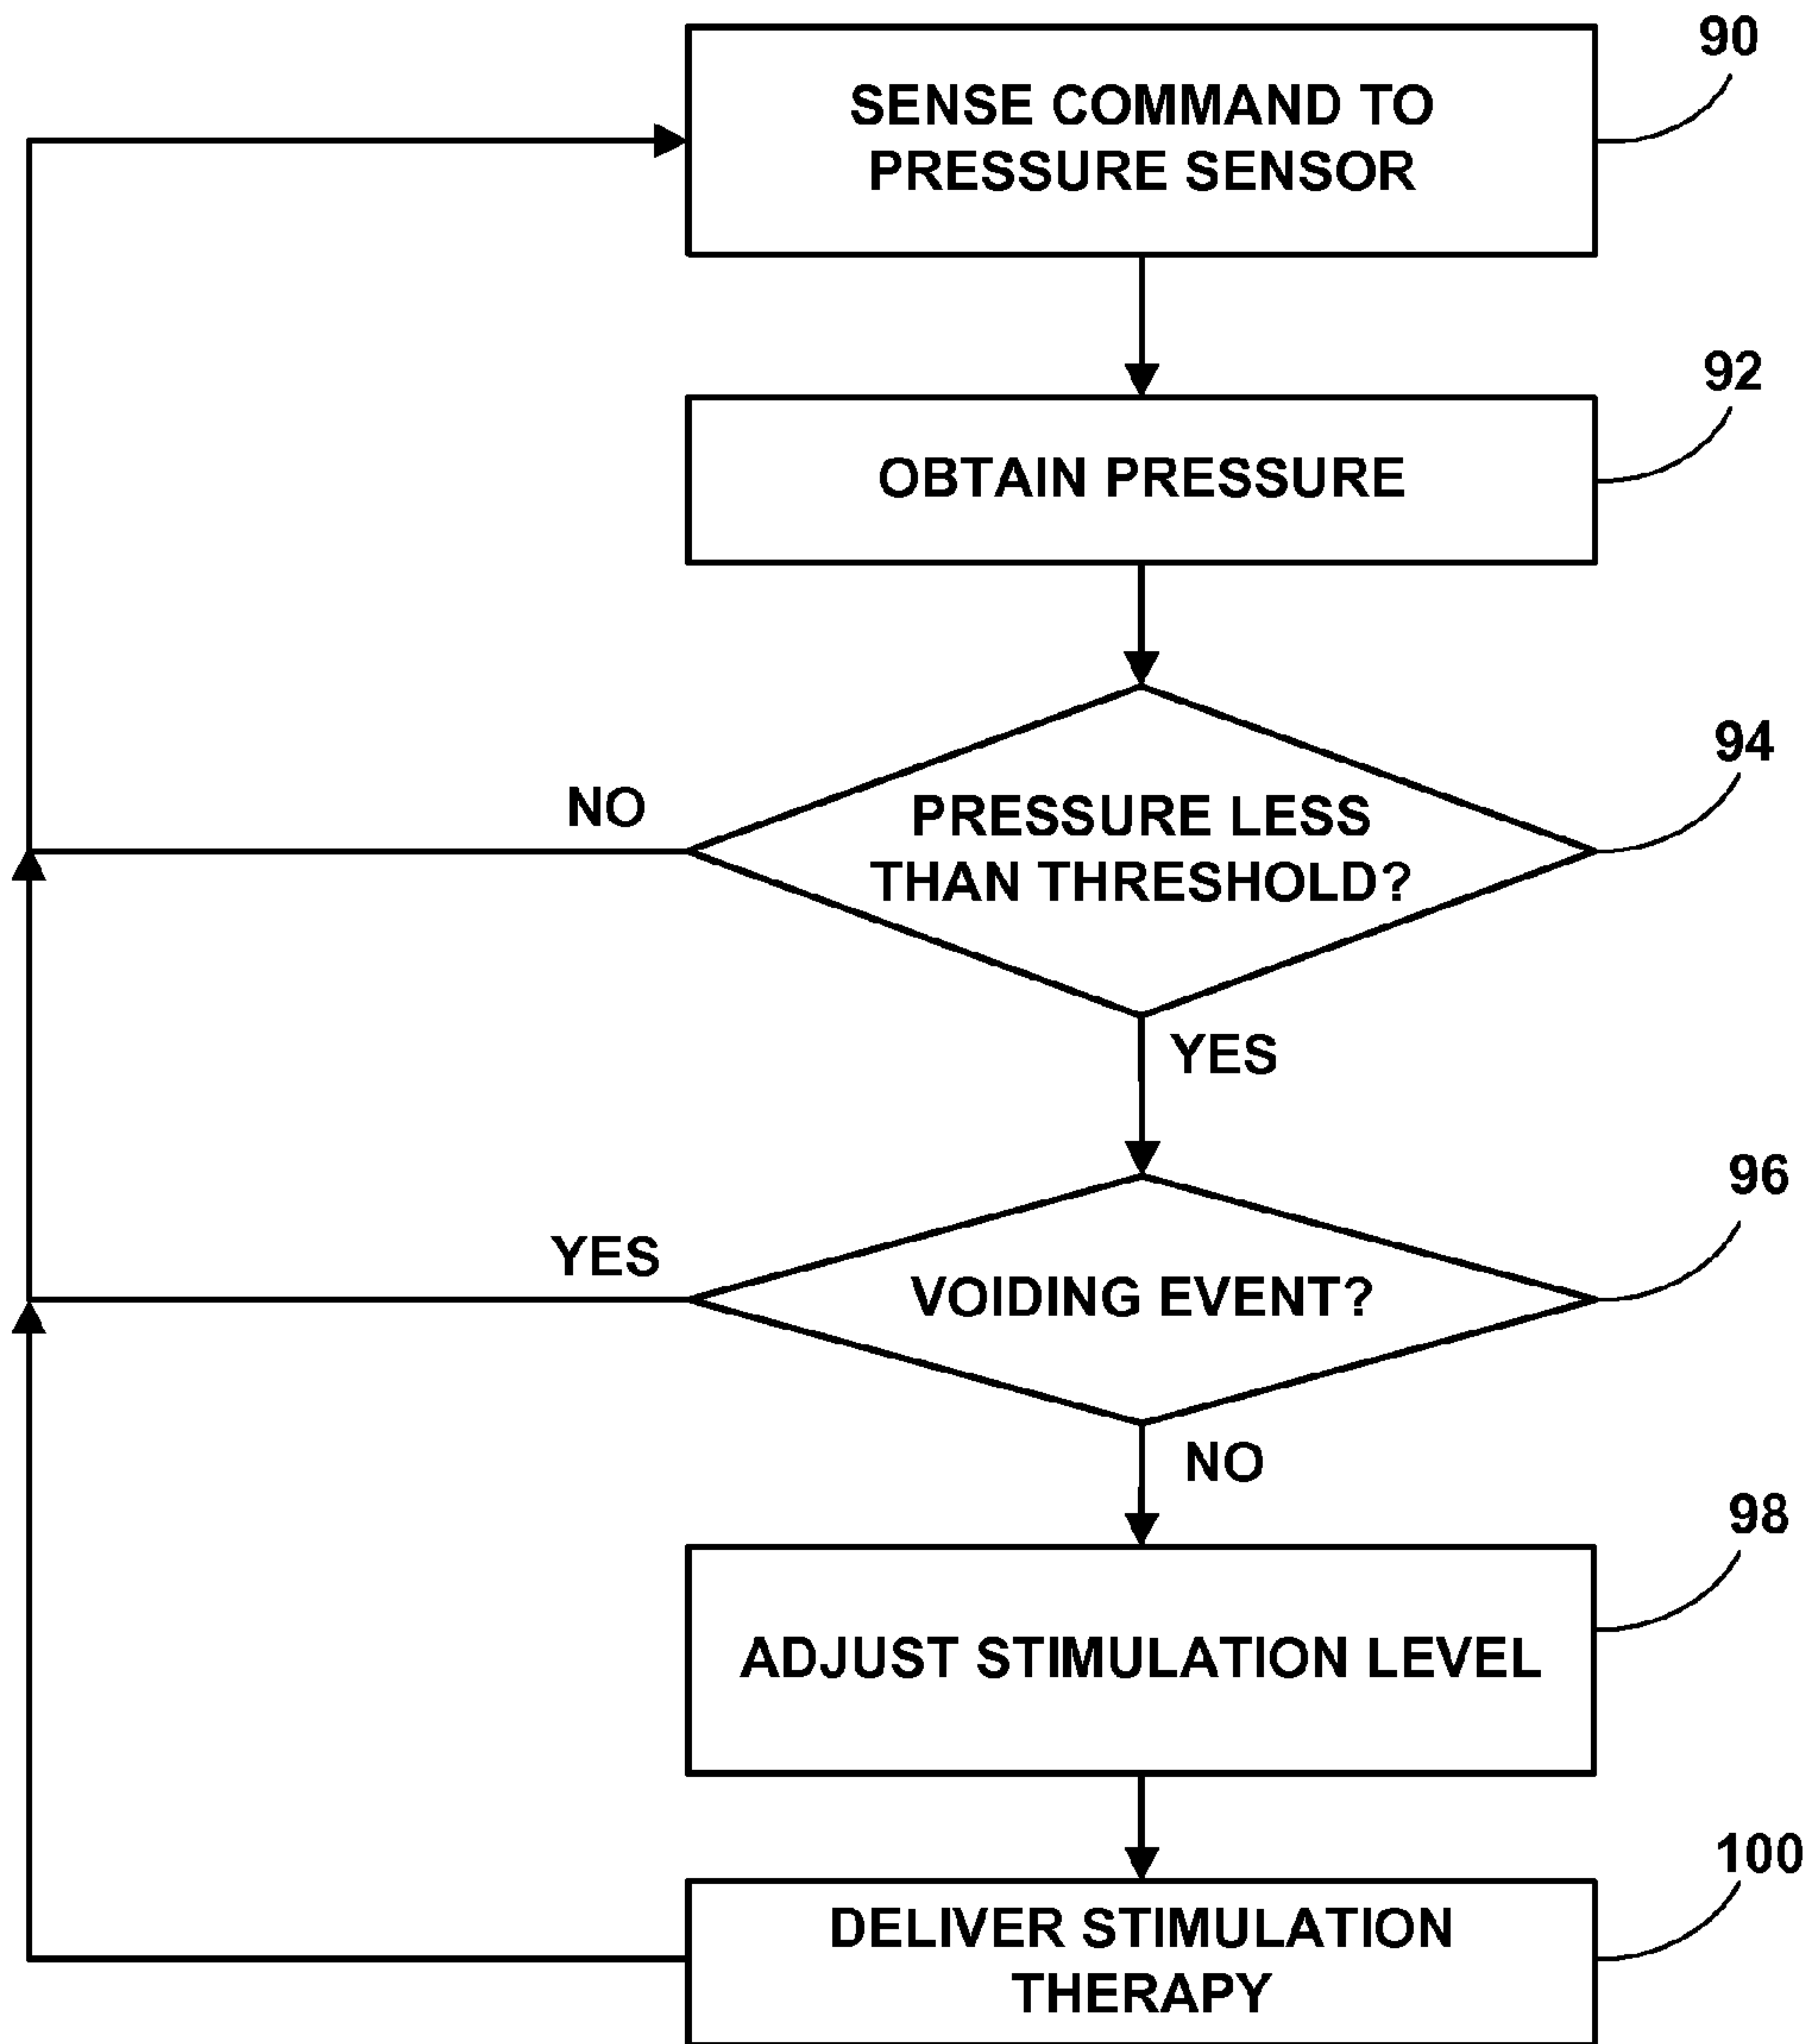 90
SENSE COMMAND TO
PRESSURE SENSOR
92
OBTAIN PRESSURE
94
NO
PRESSURE LESS
THAN THRESHOLD?
YES
96
YES
VOIDING EVENT?
NO
98
ADJUST STIMULATION LEVEL
100
DELIVER STIMULATION
THERAPY